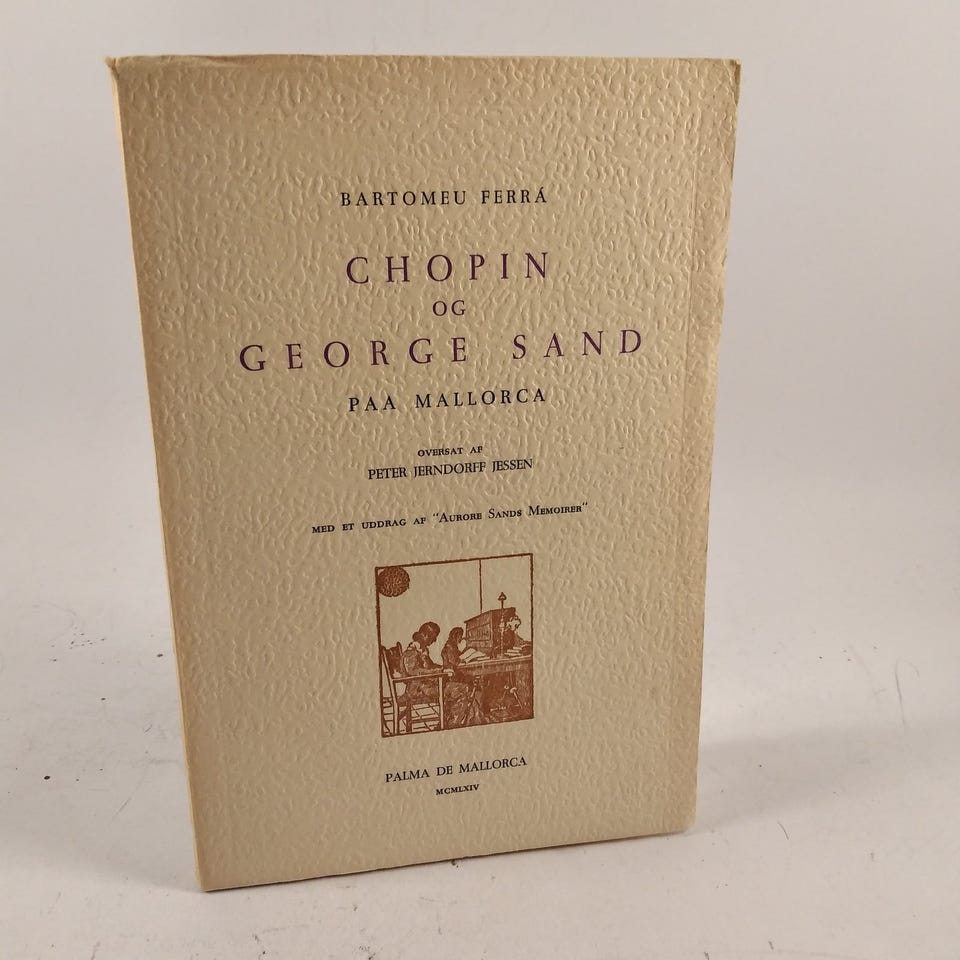 BARTOMEU FERRÁ
CHOPIN
OG
GEORGE SAND
PAA MALLORCA
OVERSAT AF
PETER JERNDORFF JESSEN
MED ET UDDRAG AF "AURORE SANDS MEMOIRER"
PALMA DE MALLORCA
MCMLXIV